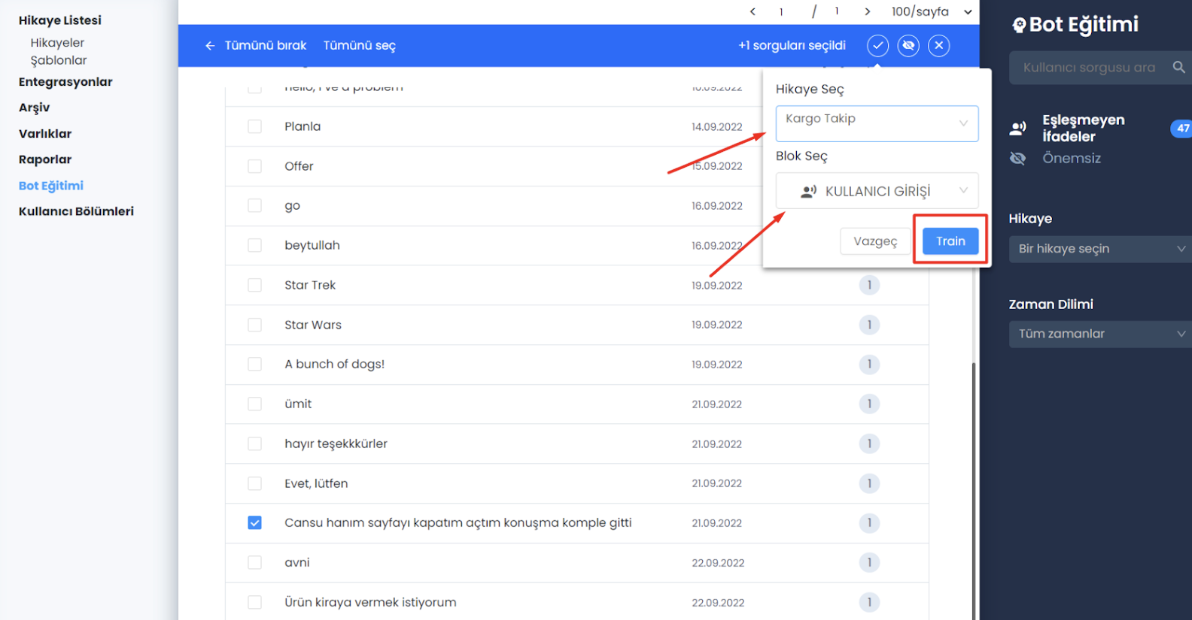 Hikaye Listesi
Hikayeler
Şablonlar
Entegrasyonlar
Arşiv
Varlıklar
Raporlar
Bot Eğitimi
Kullanıcı Bölümleri
1 / 1 100/sayfa
Tümünü bırak Tümünü seç +1 sorguları seçildi
hello, i ve a problem 10.09.2022
Planla 14.09.2022
Offer 15.09.2022
go 16.09.2022
beytullah 16.09.2022
Star Trek 19.09.2022 1
Star Wars 19.09.2022 1
A bunch of dogs! 19.09.2022 1
ümit 21.09.2022 1
hayır teşekkkürler 21.09.2022 1
Evet, lütfen 21.09.2022 1
Cansu hanım sayfayı kapatım açtım konuşma komple gitti 21.09.2022 1
avni 22.09.2022 1
Ürün kiraya vermek istiyorum 22.09.2022 1
Hikaye Seç
Kargo Takip
Blok Seç
KULLANICI GİRİŞİ
Vazgeç Train
Bot Eğitimi
Kullanıcı sorgusu ara
Eşleşmeyen
İfadeler
47
Önemsiz
Hikaye
Bir hikaye seçin
Zaman Dilimi
Tüm zamanlar